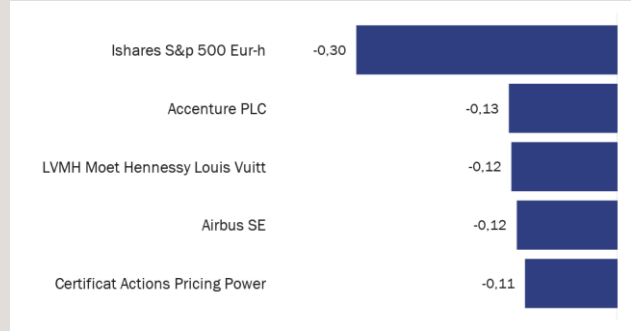 Ishares S&p 500 Eur-h -0,30
Accenture PLC -0,13
LVMH Moet Hennessy Louis Vuitt -0,12
Airbus SE -0,12
Certificat Actions Pricing Power -0,11